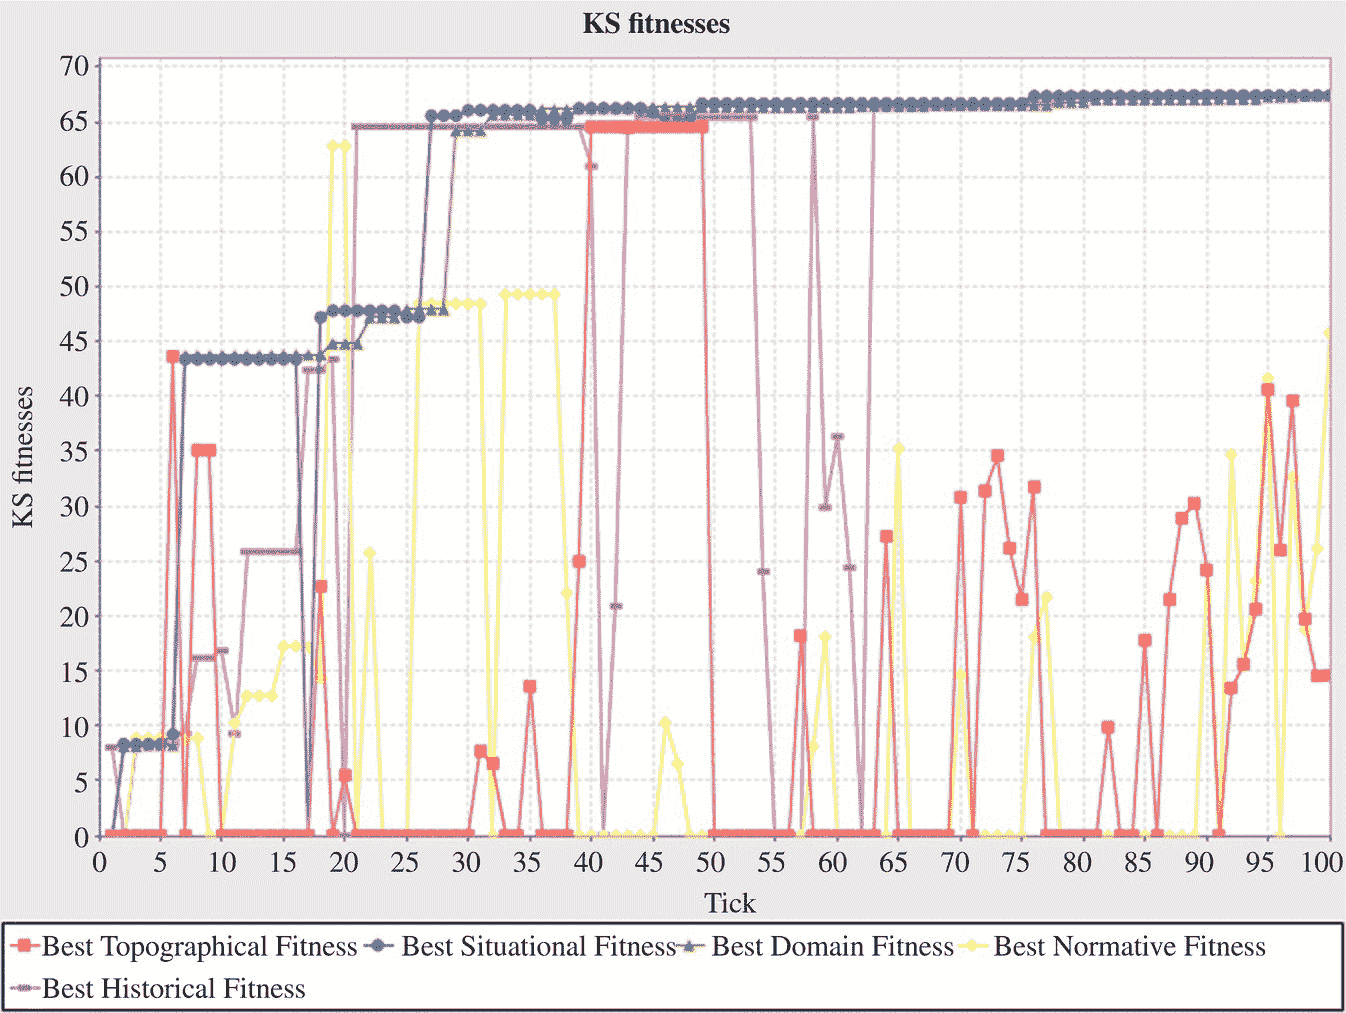 KS fitnesses
70
65
60
55
50
45
40
35
30
25
20
15
10
5
0
KS fitnesses
0 5 10 15 20 25 30 35 40 45 50 55 60 65 70 75 80 85 90 95 100
Tick
Best Topographical Fitness Best Situational Fitness Best Domain Fitness Best Normative Fitness
Best Historical Fitness